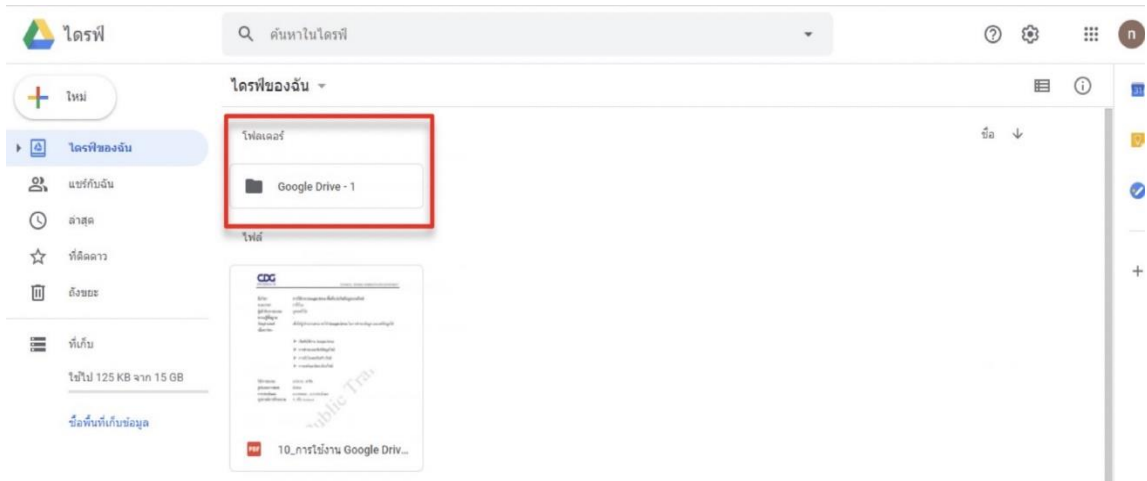 ไดรฟ์
ค้นหาในไดรฟ์
n
ใหม่
ไดรฟ์ของฉัน
31
ไดรฟ์ของฉัน
แชร์กับฉัน
ล่าสุด
ที่ติดดาว
ถังขยะ
ที่เก็บ
ใช้ไป 125 KB จาก 15 GB
ซื้อพื้นที่เก็บข้อมูล
โฟลเดอร์
ชื่อ
Google Drive - 1
ไฟล์
CDG
Public Tra
PDF
10_การใช้งาน Google Driv...